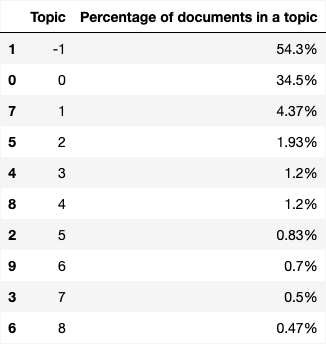 Topic Percentage of documents in a topic
1 -1 54.3%
0 0 34.5%
7 1 4.37%
5 2 1.93%
4 3 1.2%
8 4 1.2%
2 5 0.83%
9 6 0.7%
3 7 0.5%
6 8 0.47%